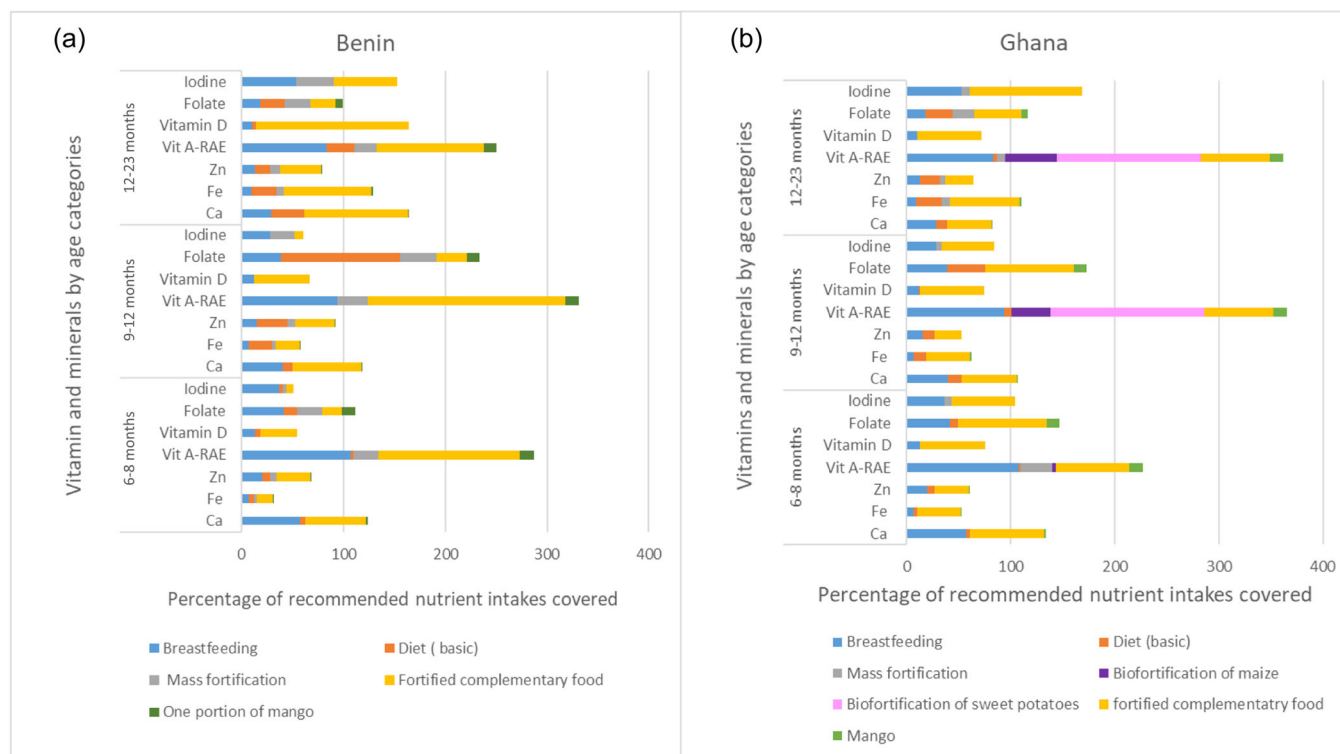 (a)
Benin
Vitamin and minerals by age categories
12-23 months
Iodine
Folate
Vitamin D
Vit A-RAE
Zn
Fe
Ca
9-12 months
Iodine
Folate
Vitamin D
Vit A-RAE
Zn
Fe
Ca
6-8 months
Iodine
Folate
Vitamin D
Vit A-RAE
Zn
Fe
Ca
0 100 200 300 400
Percentage of recommended nutrient intakes covered
Breastfeeding Diet ( basic)
Mass fortification Fortified complementary food
One portion of mango
(b)
Ghana
Vitamins and minerals by age categories
12-23 months
Iodine
Folate
Vitamin D
Vit A-RAE
Zn
Fe
Ca
9-12 months
Iodine
Folate
Vitamin D
Vit A-RAE
Zn
Fe
Ca
6-8 months
Iodine
Folate
Vitamin D
Vit A-RAE
Zn
Fe
Ca
0 100 200 300 400
Percentage of recommended nutrient intakes covered
Breastfeeding Diet (basic)
Mass fortification Biofortification of maize
Biofortification of sweet potatoes fortified complementatry food
Mango